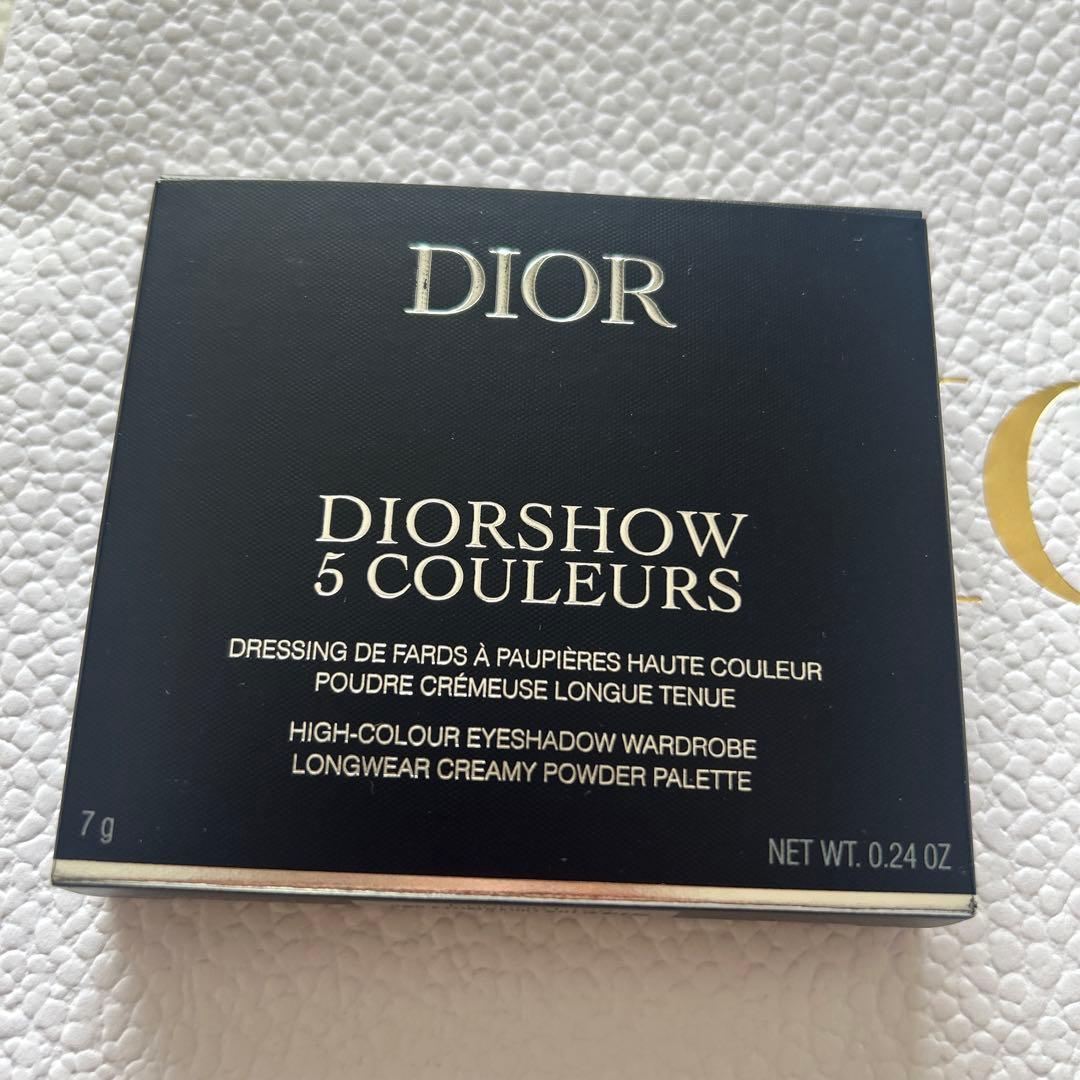 DIOR
DIORSHOW
5 COULEURS
DRESSING DE FARDS À PAUPIÈRES HAUTE COULEUR
POUDRE CRÉMEUSE LONGUE TENUE
HIGH-COLOUR EYESHADOW WARDROBE
LONGWEAR CREAMY POWDER PALETTE
7 g
NET WT. 0.24 OZ